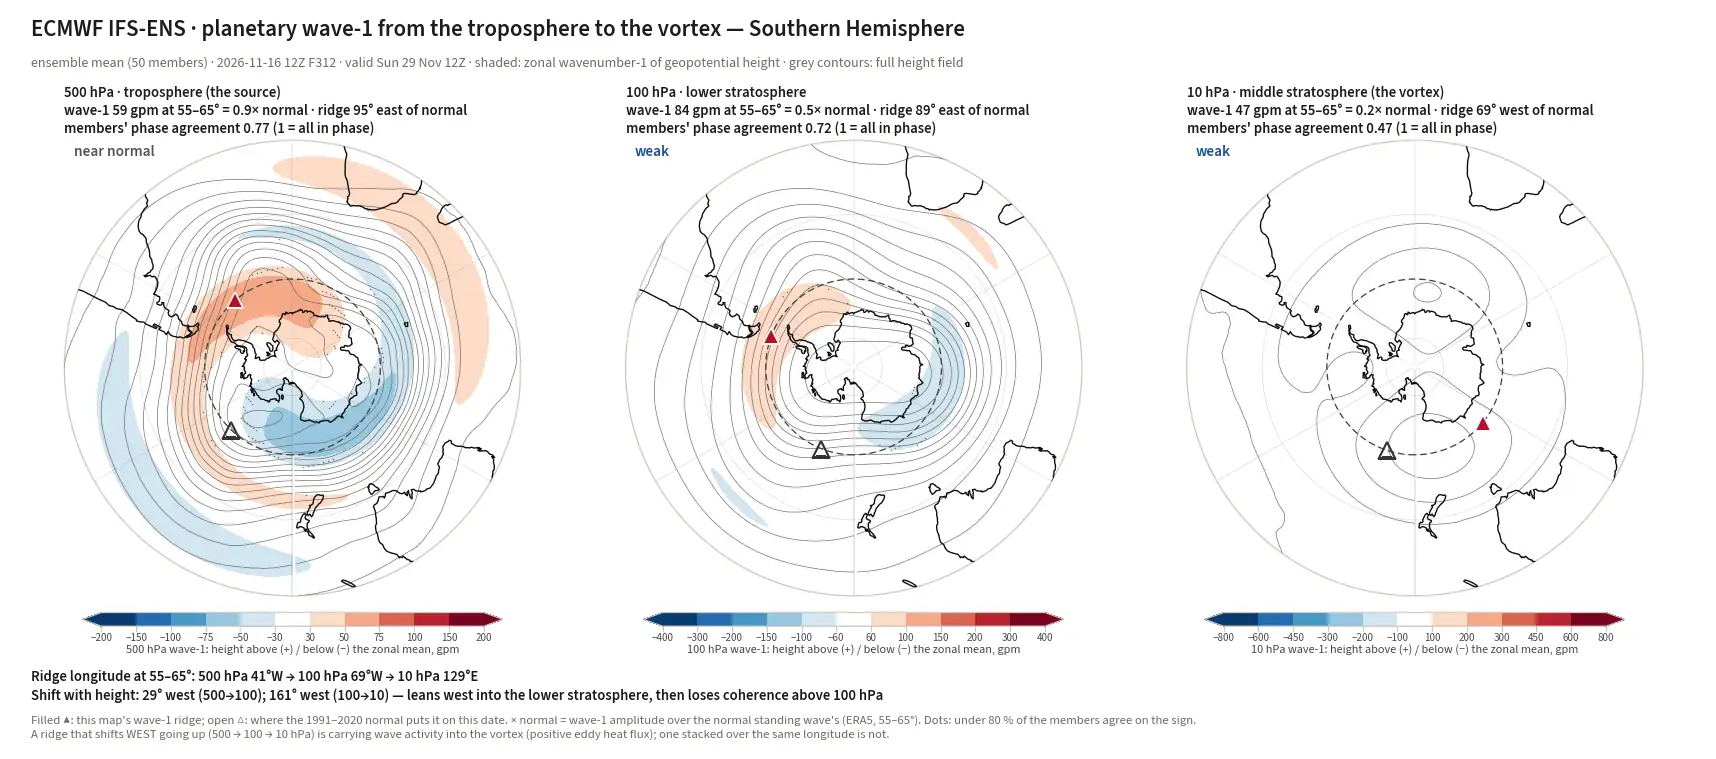 ECMWF IFS-ENS · planetary wave-1 from the troposphere to the vortex — Southern Hemisphere
ensemble mean (50 members) · 2026-11-16 12Z F312 · valid Sun 29 Nov 12Z · shaded: zonal wavenumber-1 of geopotential height · grey contours: full height field
500 hPa · troposphere (the source)
wave-1 59 gpm at 55–65° = 0.9× normal · ridge 95° east of normal
members' phase agreement 0.77 (1 = all in phase)
near normal
100 hPa · lower stratosphere
wave-1 84 gpm at 55–65° = 0.5× normal · ridge 89° east of normal
members' phase agreement 0.72 (1 = all in phase)
weak
10 hPa · middle stratosphere (the vortex)
wave-1 47 gpm at 55–65° = 0.2× normal · ridge 69° west of normal
members' phase agreement 0.47 (1 = all in phase)
weak
−200 −150 −100 −75 −50 −30 30 50 75 100 150 200
500 hPa wave-1: height above (+) / below (−) the zonal mean, gpm
−400 −300 −200 −150 −100 −60 60 100 150 200 300 400
100 hPa wave-1: height above (+) / below (−) the zonal mean, gpm
−800 −600 −450 −300 −200 −100 100 200 300 450 600 800
10 hPa wave-1: height above (+) / below (−) the zonal mean, gpm
Ridge longitude at 55–65°: 500 hPa 41°W → 100 hPa 69°W → 10 hPa 129°E
Shift with height: 29° west (500→100); 161° west (100→10) — leans west into the lower stratosphere, then loses coherence above 100 hPa
Filled ▲: this map's wave-1 ridge; open △: where the 1991–2020 normal puts it on this date. × normal = wave-1 amplitude over the normal standing wave's (ERA5, 55–65°). Dots: under 80 % of the members agree on the sign.
A ridge that shifts WEST going up (500 → 100 → 10 hPa) is carrying wave activity into the vortex (positive eddy heat flux); one stacked over the same longitude is not.